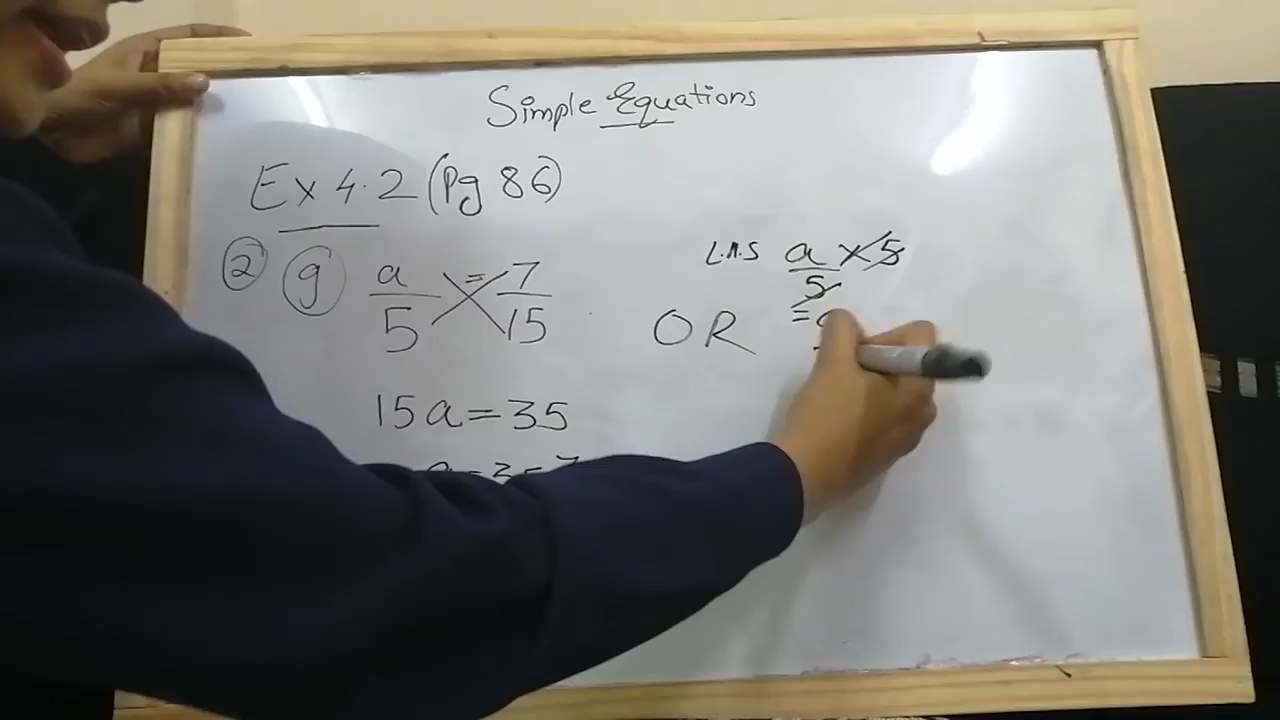 Simple Equations
Ex 4.2 (Pg 86)
② ⓖ a/5 = 7/15
15a = 35
OR
L.H.S a/5 × 5
=